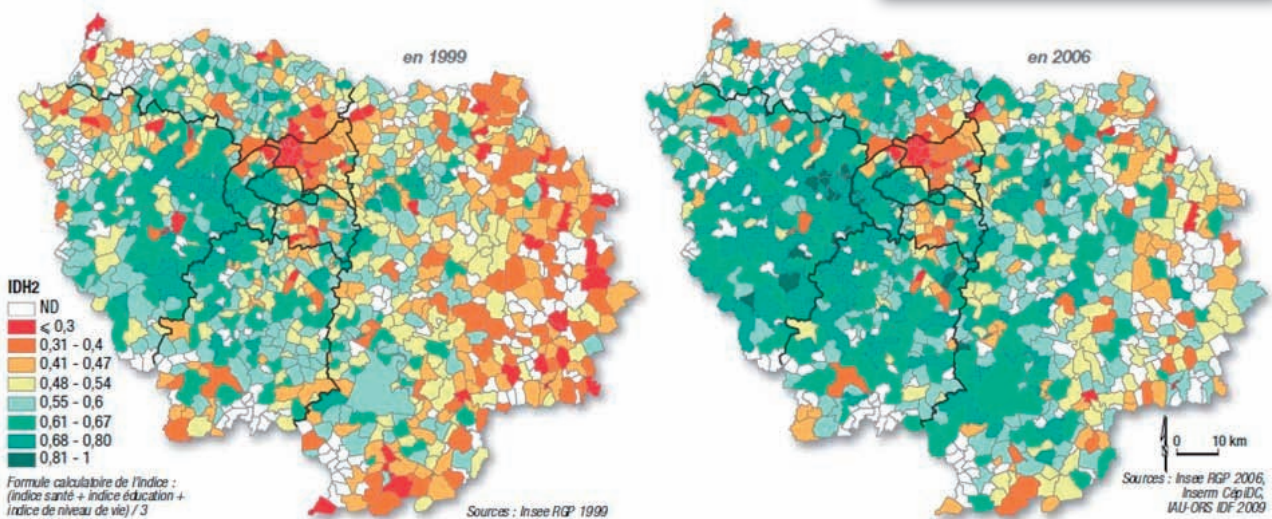 en 1999
en 2006
IDH2
ND
⩽ 0,3
0,31 - 0,4
0,41 - 0,47
0,48 - 0,54
0,55 - 0,6
0,61 - 0,67
0,68 - 0,80
0,81 - 1
Formule calculatoire de l'indice :
(indice santé + indice éducation +
indice de niveau de vie) / 3
Sources : Insee RGP 1999
0 10 km
Sources : Insee RGP 2006,
Inserm CépiDC,
IAU-ORS IDF 2009